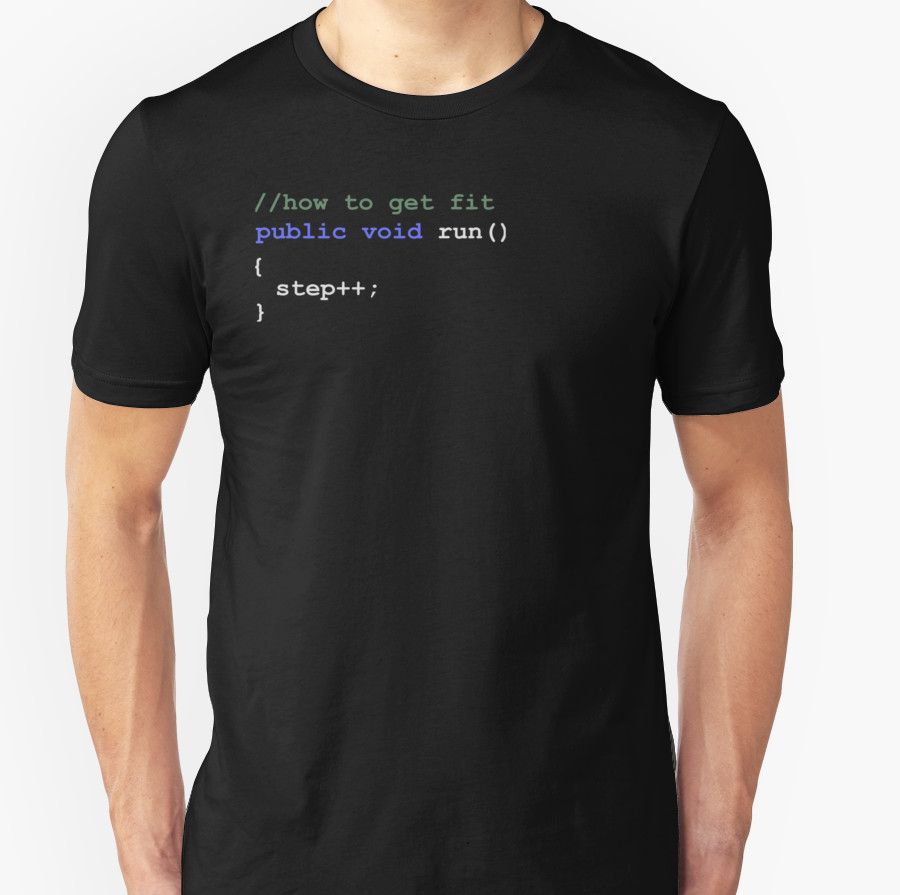 //how to get fit
public void run()
{
step++;
}